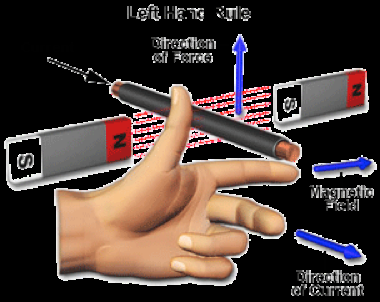 Left Hand Rule
Direction
of Force
S
N
S
N
Magnetic
Field
Direction
of Current